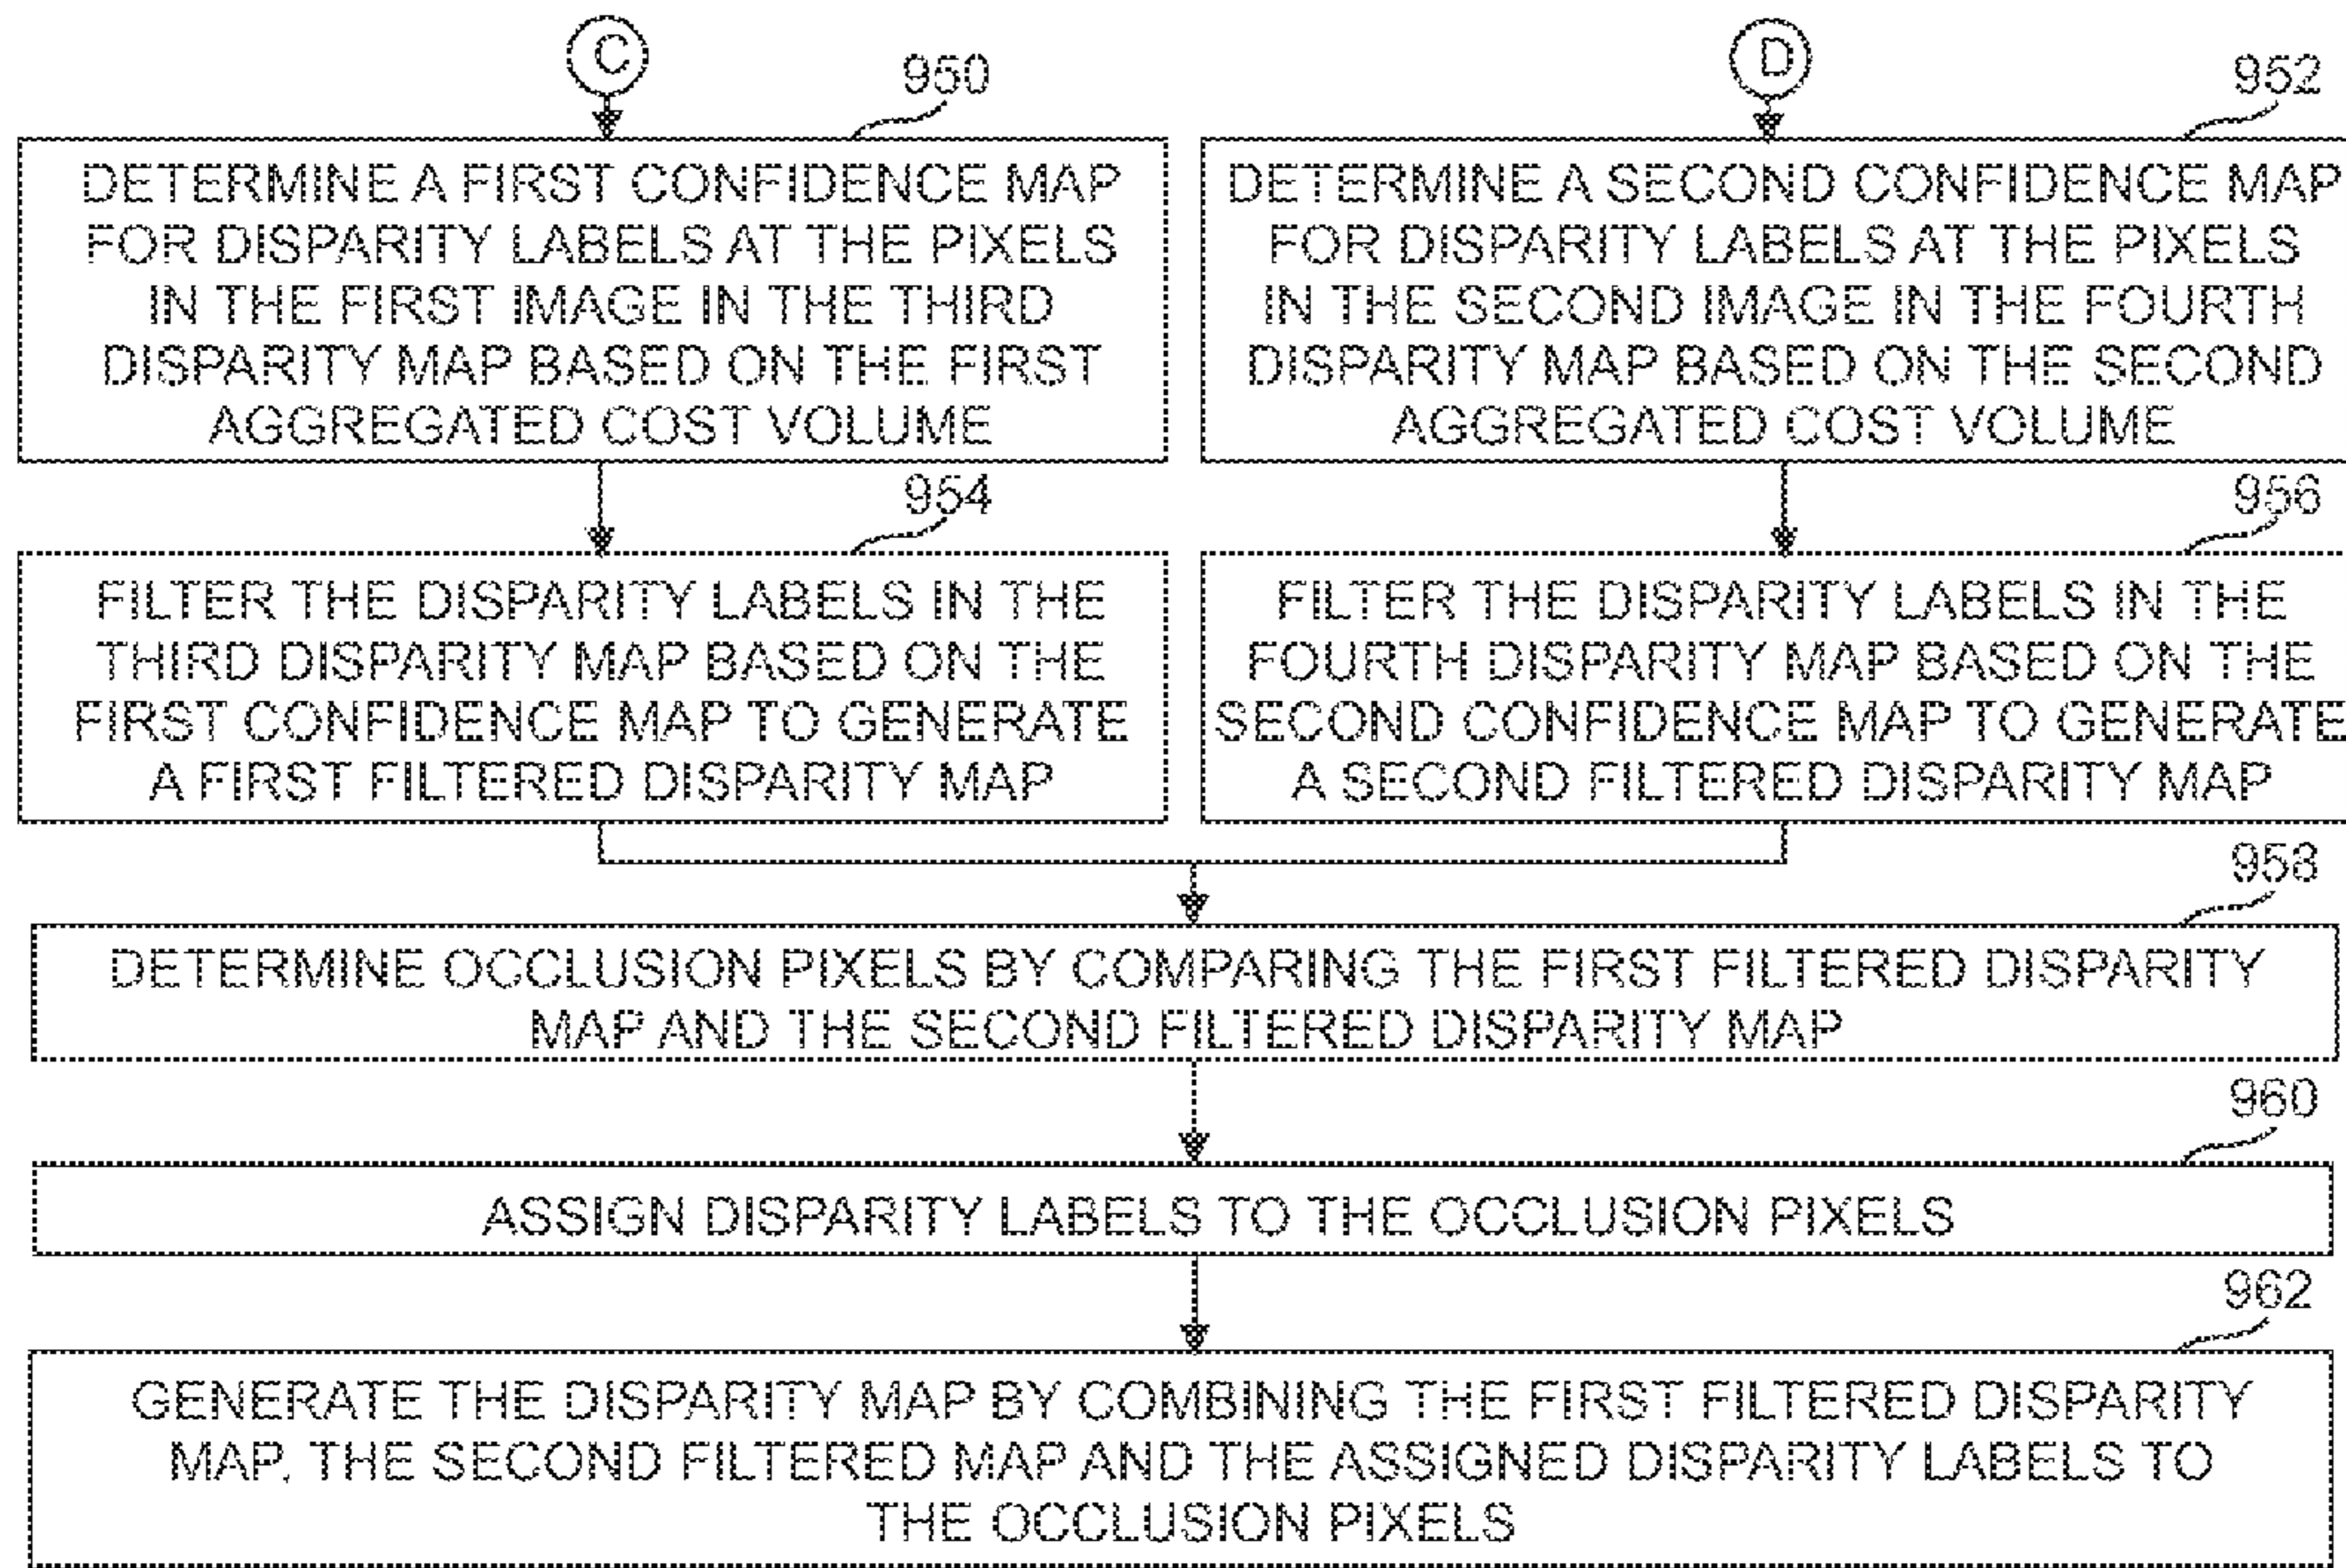 C
950
DETERMINE A FIRST CONFIDENCE MAP
FOR DISPARITY LABELS AT THE PIXELS
IN THE FIRST IMAGE IN THE THIRD
DISPARITY MAP BASED ON THE FIRST
AGGREGATED COST VOLUME
D
952
DETERMINE A SECOND CONFIDENCE MAP
FOR DISPARITY LABELS AT THE PIXELS
IN THE SECOND IMAGE IN THE FOURTH
DISPARITY MAP BASED ON THE SECOND
AGGREGATED COST VOLUME
954
FILTER THE DISPARITY LABELS IN THE
THIRD DISPARITY MAP BASED ON THE
FIRST CONFIDENCE MAP TO GENERATE
A FIRST FILTERED DISPARITY MAP
956
FILTER THE DISPARITY LABELS IN THE
FOURTH DISPARITY MAP BASED ON THE
SECOND CONFIDENCE MAP TO GENERATE
A SECOND FILTERED DISPARITY MAP
958
DETERMINE OCCLUSION PIXELS BY COMPARING THE FIRST FILTERED DISPARITY
MAP AND THE SECOND FILTERED DISPARITY MAP
960
ASSIGN DISPARITY LABELS TO THE OCCLUSION PIXELS
962
GENERATE THE DISPARITY MAP BY COMBINING THE FIRST FILTERED DISPARITY
MAP, THE SECOND FILTERED MAP AND THE ASSIGNED DISPARITY LABELS TO
THE OCCLUSION PIXELS